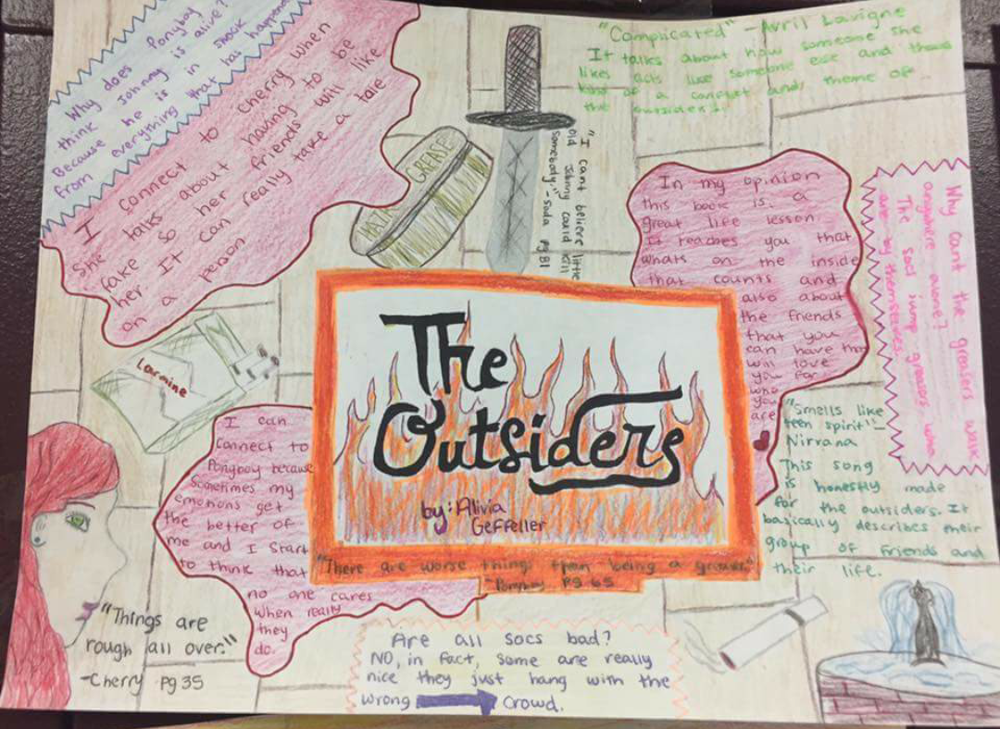 Why does Ponyboy
think Johnny is alive?
Because he is in shock
from everything that has happened
I connect to Cherry when
She talks about having to be
fake so her friends will like
her It can really take a tole
on a person
GREASE
"I cant believe little
old Johnny could kill
somebody." - Soda pg 81
"Complicated" - Avril Lavigne
It talks about how someone she
likes acts like someone else and thats
kind of a conflict and theme of
the outsiders.
In my opinion
this book is a
great life lesson
It teaches you that
whats on the inside
that counts and
also about
the friends
that you
can have that
will love
you for
who
you
are
Why cant the greasers walk
anywhere alone?
The socs jump greasers who
are by themselves.
Larmine
I can
Connect to
Ponyboy because
Sometimes my
emotions get
the better of
me and I start
to think that
no one cares
when really
they
do.
The
Outsiders
by: Alivia
Geffeller
"There are worse things than being a greaser"
- Ponyboy PG 65
"Smells like
teen spirit" -
Nirvana
This song
is honestly made
for the outsiders. It
basically describes their
group of friends and
their life.
"Things are
rough all over."
-Cherry pg 35
Are all socs bad?
NO, in fact, some are really
nice they just hang with the
wrong crowd.